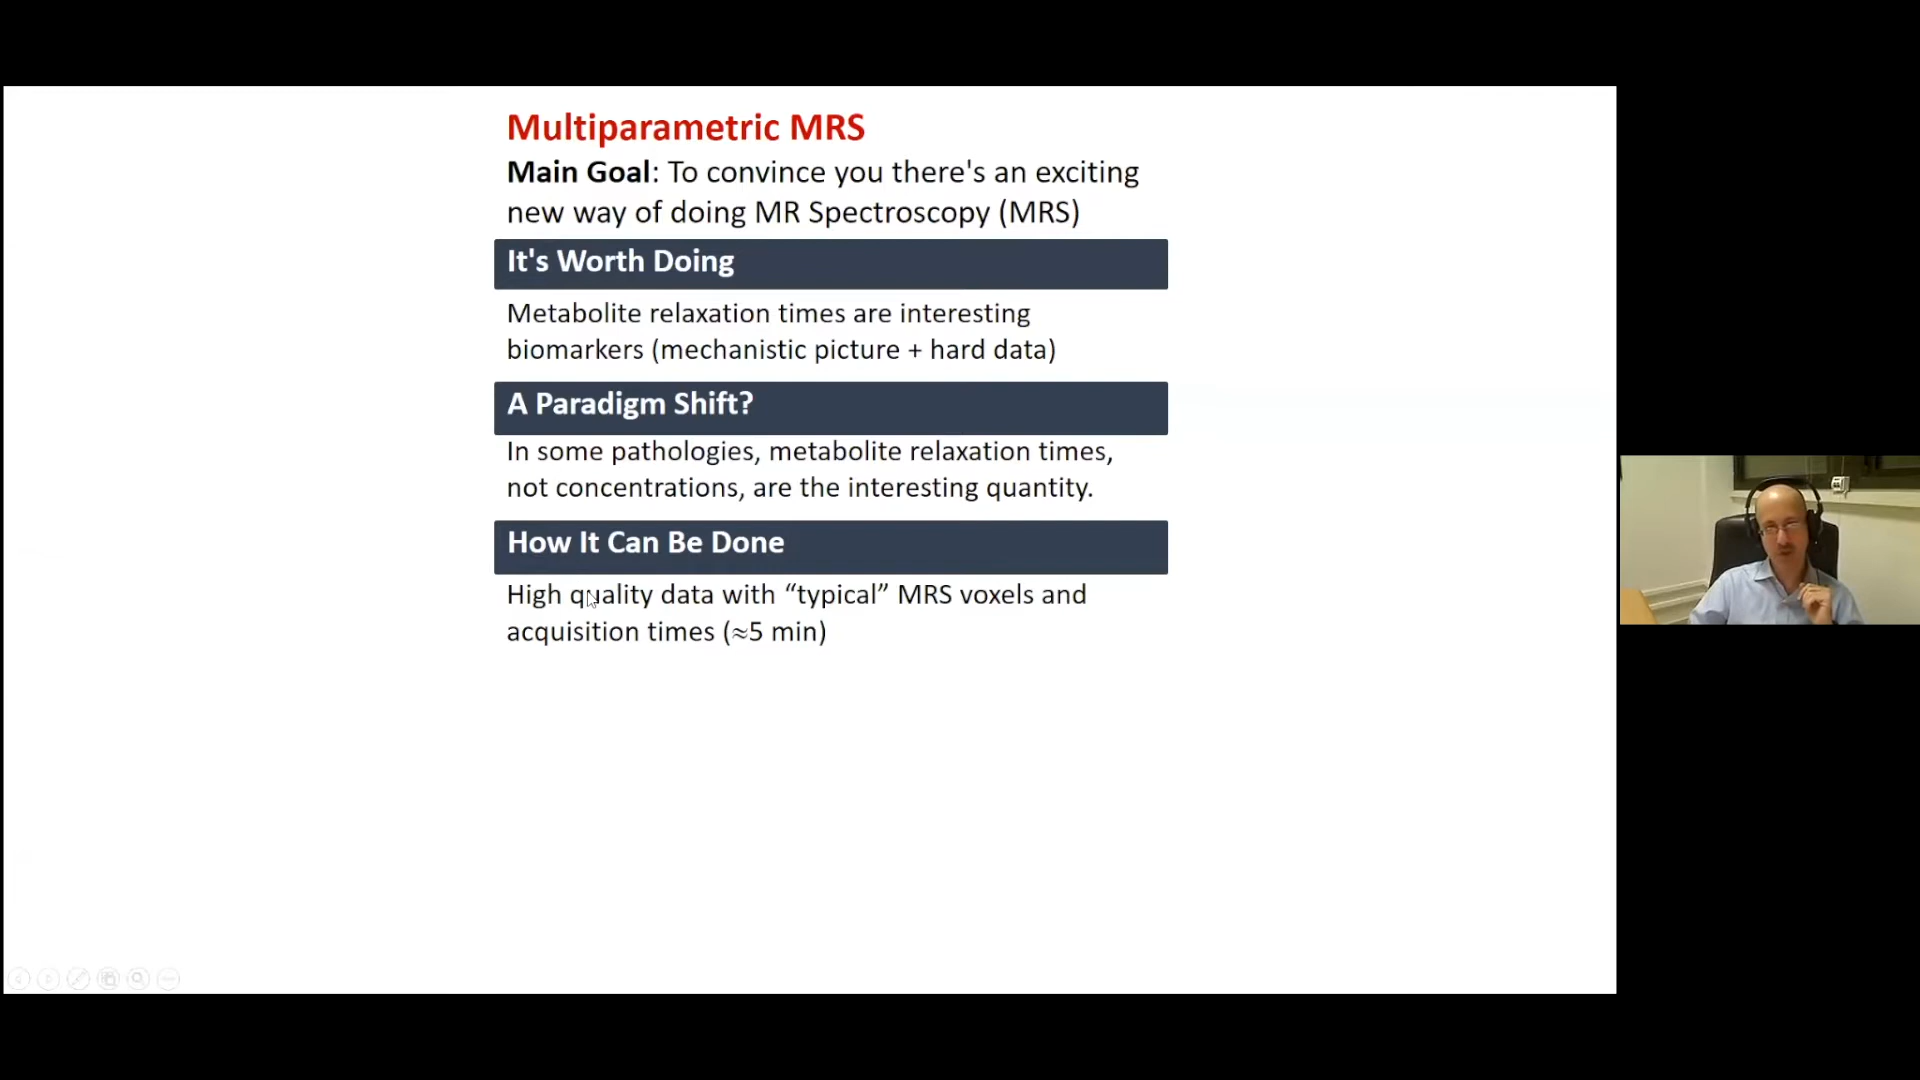 Multiparametric MRS
Main Goal: To convince you there's an exciting
new way of doing MR Spectroscopy (MRS)
It's Worth Doing
Metabolite relaxation times are interesting
biomarkers (mechanistic picture + hard data)
A Paradigm Shift?
In some pathologies, metabolite relaxation times,
not concentrations, are the interesting quantity.
How It Can Be Done
High quality data with “typical” MRS voxels and
acquisition times (≈5 min)